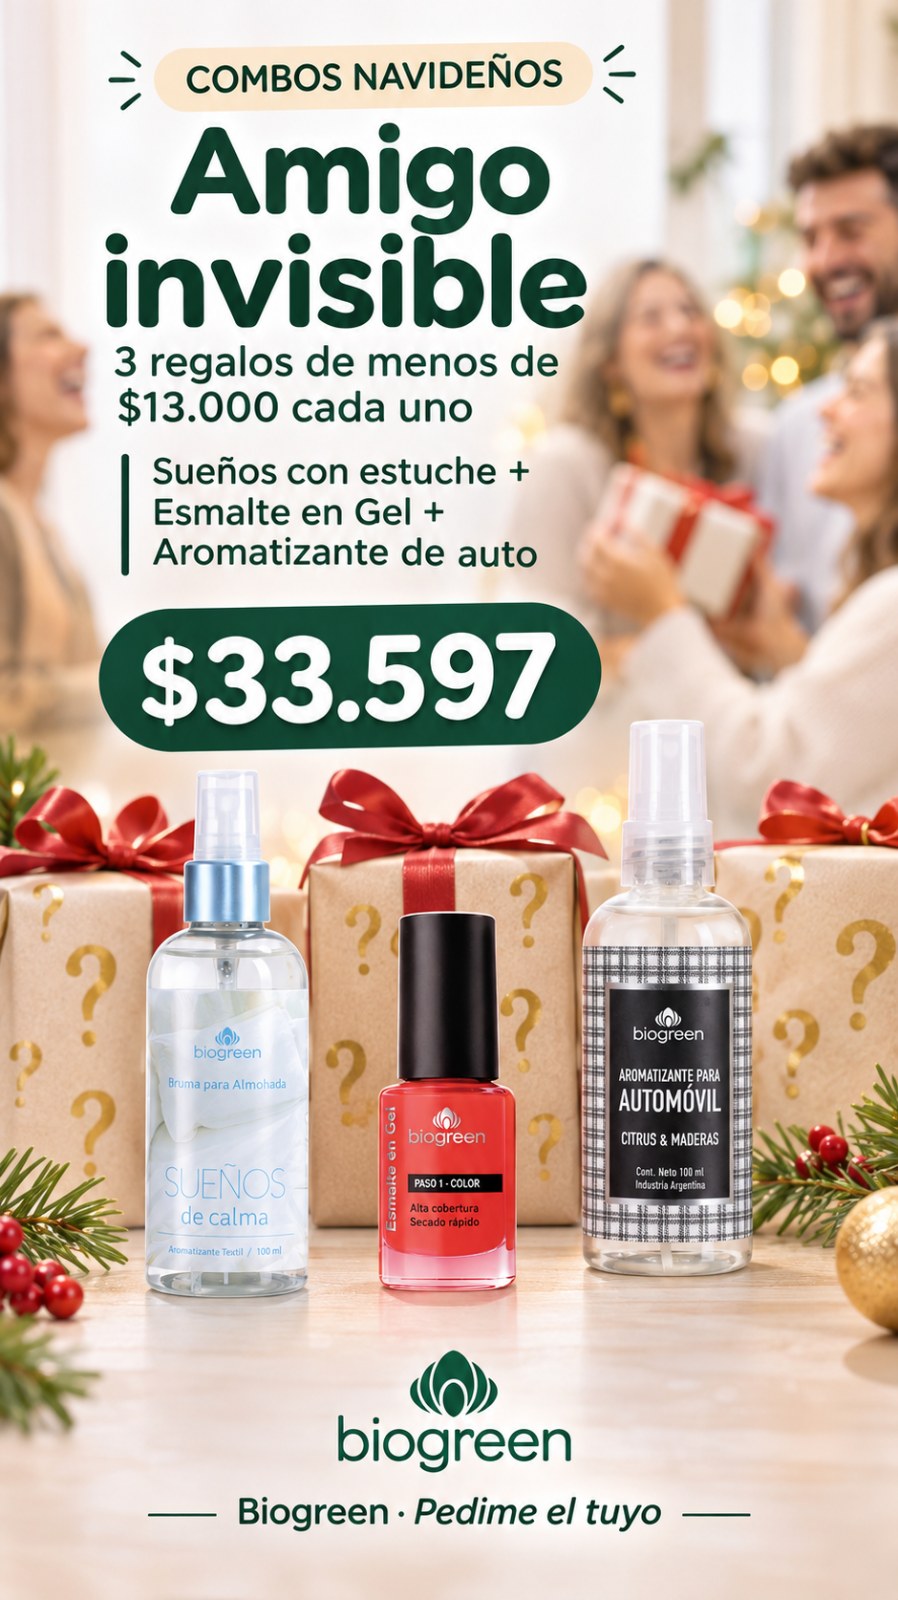 COMBOS NAVIDEÑOS
Amigo
invisible
3 regalos de menos de
$13.000 cada uno
Sueños con estuche +
Esmalte en Gel +
Aromatizante de auto
$33.597
biogreen
Bruma para Almohada
SUEÑOS
de calma
Aromatizante Textil / 100 ml
Esmalte en Gel
biogreen
PASO 1 - COLOR
Alta cobertura
Secado rápido
biogreen
AROMATIZANTE PARA
AUTOMÓVIL
CITRUS & MADERAS
Cont. Neto 100 ml
Industria Argentina
biogreen
Biogreen · Pedime el tuyo